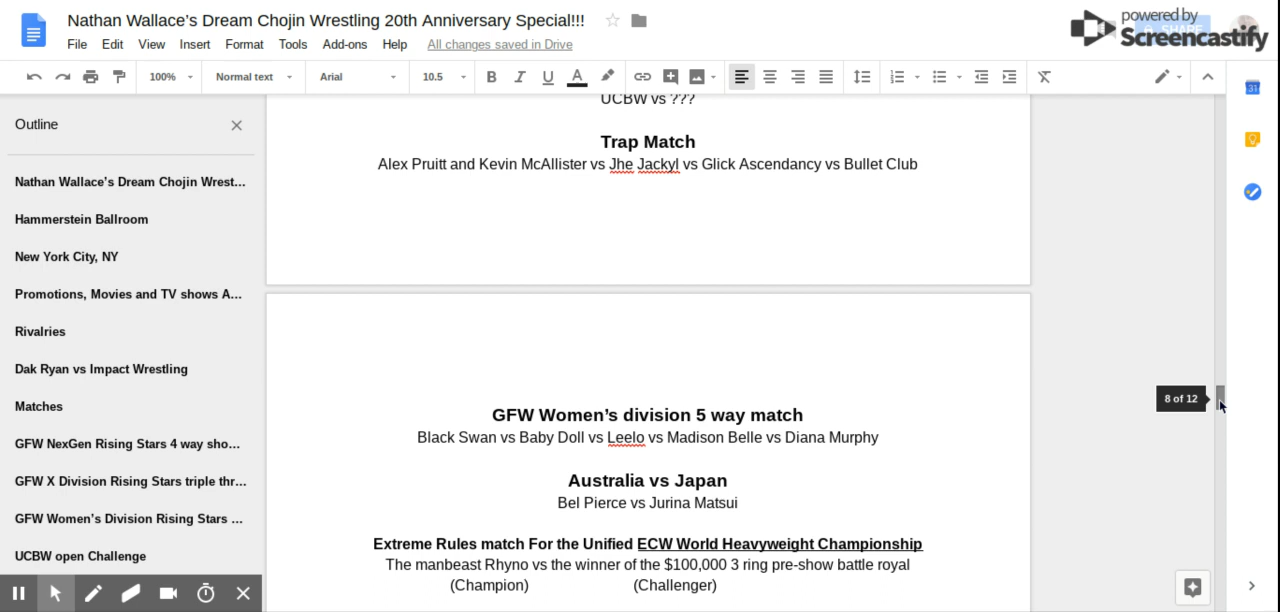 Nathan Wallace's Dream Chojin Wrestling 20th Anniversary Special!!!
powered by
Screencastify
File Edit View Insert Format Tools Add-ons Help All changes saved in Drive
100% Normal text Arial 10.5 B I U A
31
UCBW vs ???
Outline
Trap Match
Alex Pruitt and Kevin McAllister vs Jhe Jackyl vs Glick Ascendancy vs Bullet Club
Nathan Wallace's Dream Chojin Wrest...
Hammerstein Ballroom
New York City, NY
Promotions, Movies and TV shows A...
Rivalries
Dak Ryan vs Impact Wrestling
Matches
GFW NexGen Rising Stars 4 way sho...
GFW X Division Rising Stars triple thr...
GFW Women's Division Rising Stars ...
UCBW open Challenge
8 of 12
GFW Women's division 5 way match
Black Swan vs Baby Doll vs Leelo vs Madison Belle vs Diana Murphy
Australia vs Japan
Bel Pierce vs Jurina Matsui
Extreme Rules match For the Unified ECW World Heavyweight Championship
The manbeast Rhyno vs the winner of the $100,000 3 ring pre-show battle royal
(Champion) (Challenger)